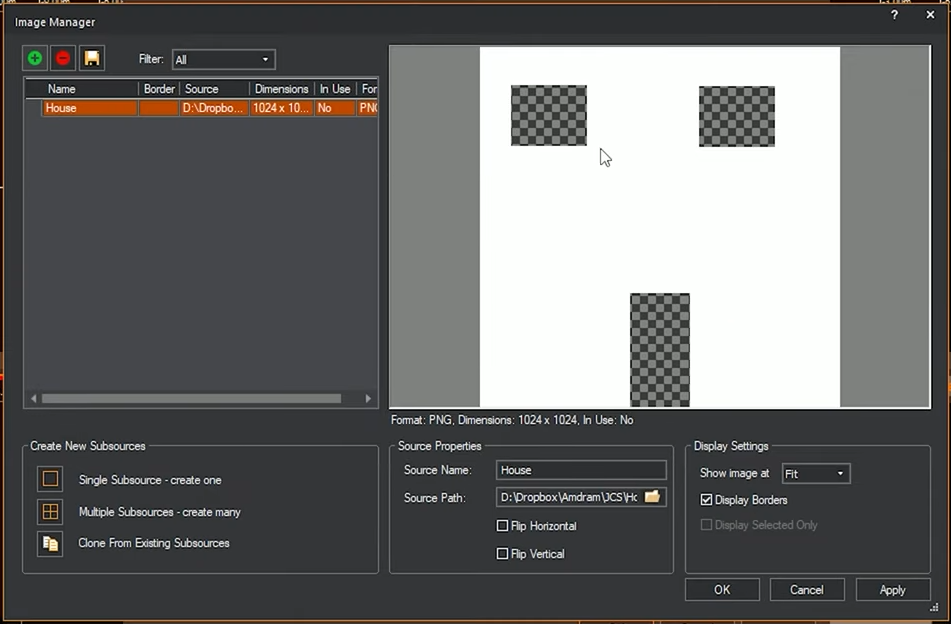 Image Manager
?
Filter: All
Name Border Source Dimensions In Use For
House D:\Dropbo... 1024 x 10... No PNG
Format: PNG, Dimensions: 1024 x 1024, In Use: No
Create New Subsources
Single Subsource - create one
Multiple Subsources - create many
Clone From Existing Subsources
Source Properties
Source Name: House
Source Path: D:\Dropbox\Amdram\JCS\Hc
Flip Horizontal
Flip Vertical
Display Settings
Show image at Fit
Display Borders
Display Selected Only
OK Cancel Apply